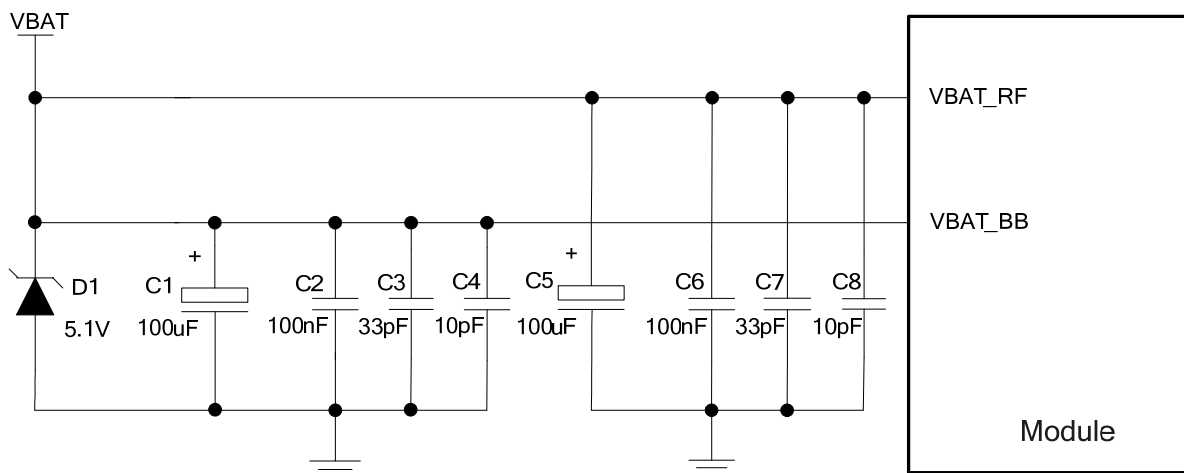 VBAT
VBAT_RF
VBAT_BB
+
+
D1
5.1V
C1
100uF
C2
100nF
C3
33pF
C4
10pF
C5
100uF
C6
100nF
C7
33pF
C8
10pF
Module